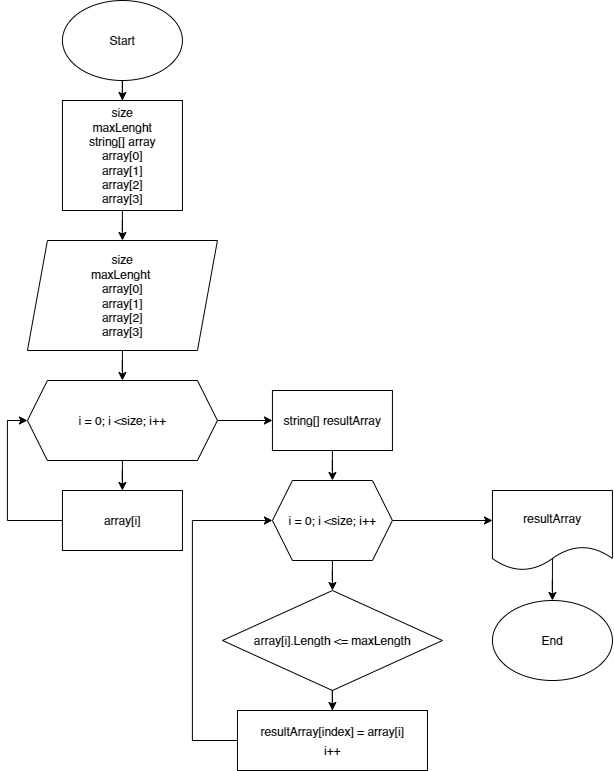 Start
size
maxLenght
string[] array
array[0]
array[1]
array[2]
array[3]
size
maxLenght
array[0]
array[1]
array[2]
array[3]
i = 0; i <size; i++
array[i]
string[] resultArray
i = 0; i <size; i++
array[i].Length <= maxLength
resultArray[index] = array[i]
i++
resultArray
End